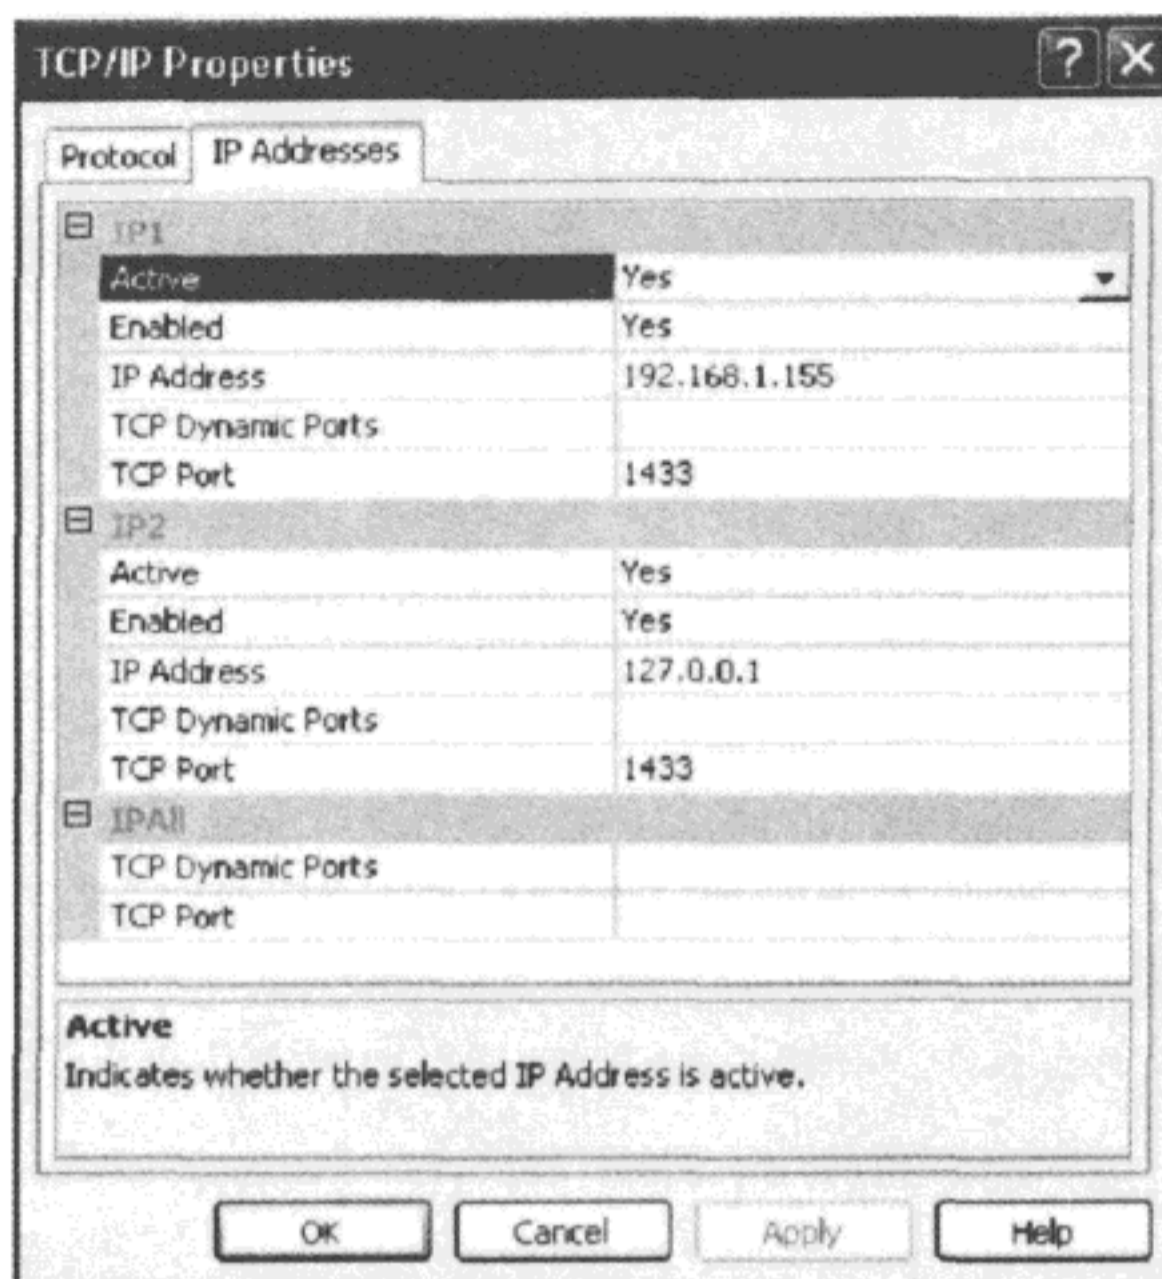 TCP/IP Properties
Protocol IP Addresses
IP1
Active Yes
Enabled Yes
IP Address 192.168.1.155
TCP Dynamic Ports
TCP Port 1433
IP2
Active Yes
Enabled Yes
IP Address 127.0.0.1
TCP Dynamic Ports
TCP Port 1433
IPAll
TCP Dynamic Ports
TCP Port
Active
Indicates whether the selected IP Address is active.
OK Cancel Apply Help